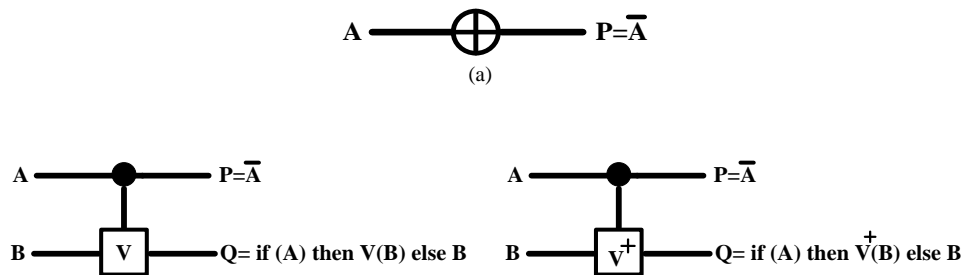 A P=A̅
(a)
A P=A̅ A P=A̅
B V Q= if (A) then V(B) else B B V⁺ Q= if (A) then V⁺(B) else B